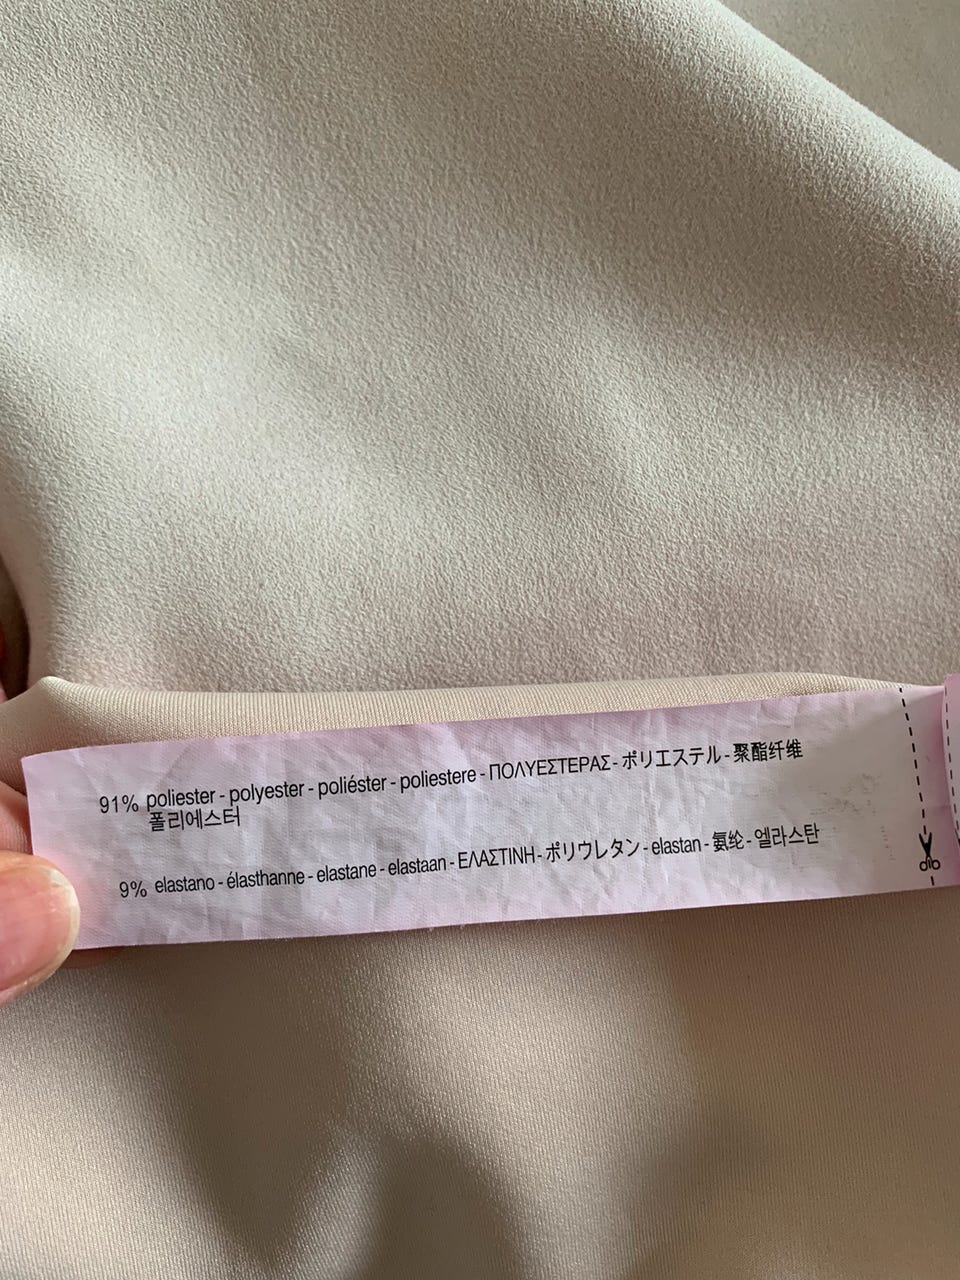 91% poliester - polyester - poliéster - poliestere - ΠΟΛΥΕΣΤΕΡΑΣ - ポリエステル - 聚酯纤维
폴리에스터
9% elastano - élasthanne - elastane - elastaan - ΕΛΑΣΤΙΝΗ - ポリウレタン - elastan - 氨纶 - 엘라스탄